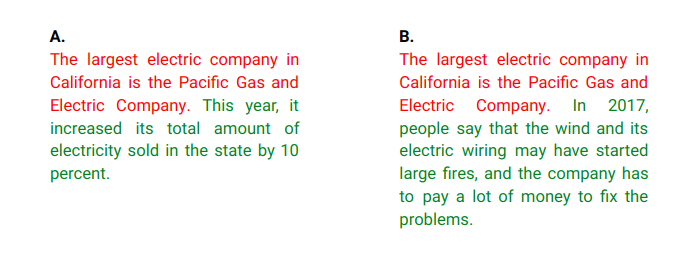 A.
The largest electric company in
California is the Pacific Gas and
Electric Company. This year, it
increased its total amount of
electricity sold in the state by 10
percent.
B.
The largest electric company in
California is the Pacific Gas and
Electric Company. In 2017,
people say that the wind and its
electric wiring may have started
large fires, and the company has
to pay a lot of money to fix the
problems.